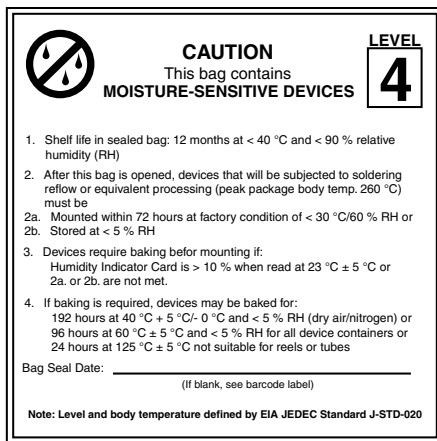 LEVEL
4
CAUTION
This bag contains
MOISTURE-SENSITIVE DEVICES
1. Shelf life in sealed bag: 12 months at < 40 °C and < 90 % relative
humidity (RH)
2. After this bag is opened, devices that will be subjected to soldering
reflow or equivalent processing (peak package body temp. 260 °C)
must be
2a. Mounted within 72 hours at factory condition of < 30 °C/60 % RH or
2b. Stored at < 5 % RH
3. Devices require baking befor mounting if:
Humidity Indicator Card is > 10 % when read at 23 °C ± 5 °C or
2a. or 2b. are not met.
4. If baking is required, devices may be baked for:
192 hours at 40 °C + 5 °C/- 0 °C and < 5 % RH (dry air/nitrogen) or
96 hours at 60 °C ± 5 °C and < 5 % RH for all device containers or
24 hours at 125 °C ± 5 °C not suitable for reels or tubes
Bag Seal Date:
(If blank, see barcode label)
Note: Level and body temperature defined by EIA JEDEC Standard J-STD-020